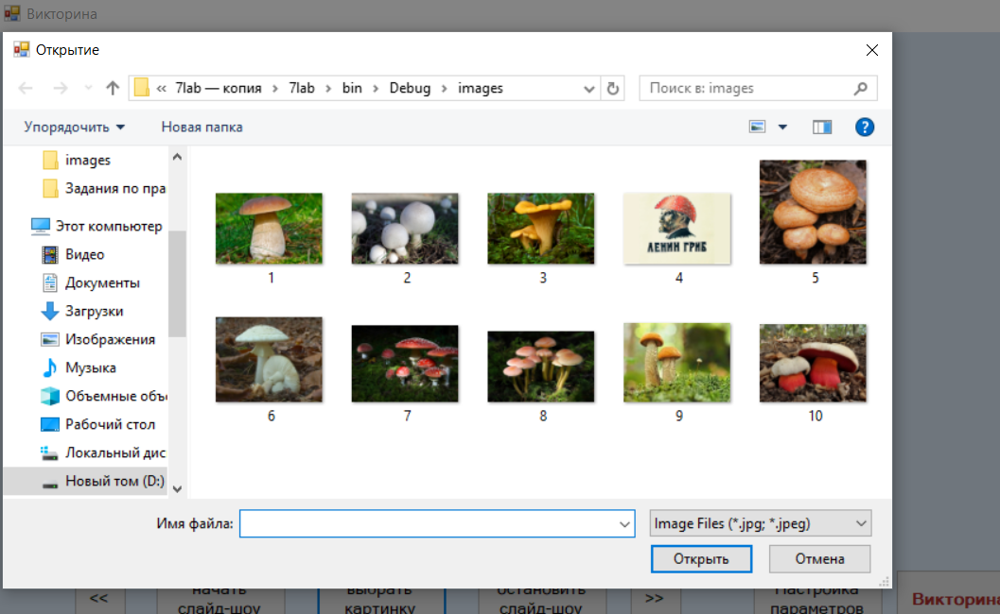 Викторина
Открытие
« 7lab — копия › 7lab › bin › Debug › images
Поиск в: images
Упорядочить
Новая папка
images
Задания по пра
Этот компьютер
Видео
Документы
Загрузки
Изображения
Музыка
Объемные объ
Рабочий стол
Локальный дис
Новый том (D:)
1
2
3
ЛЕНИН ГРИБ
4
5
6
7
8
9
10
Имя файла:
Image Files (*.jpg; *.jpeg)
Открыть
Отмена
<<
начать
слайд-шоу
выбрать
картинку
остановить
слайд-шоу
>>
Настройка
параметров
Викторина